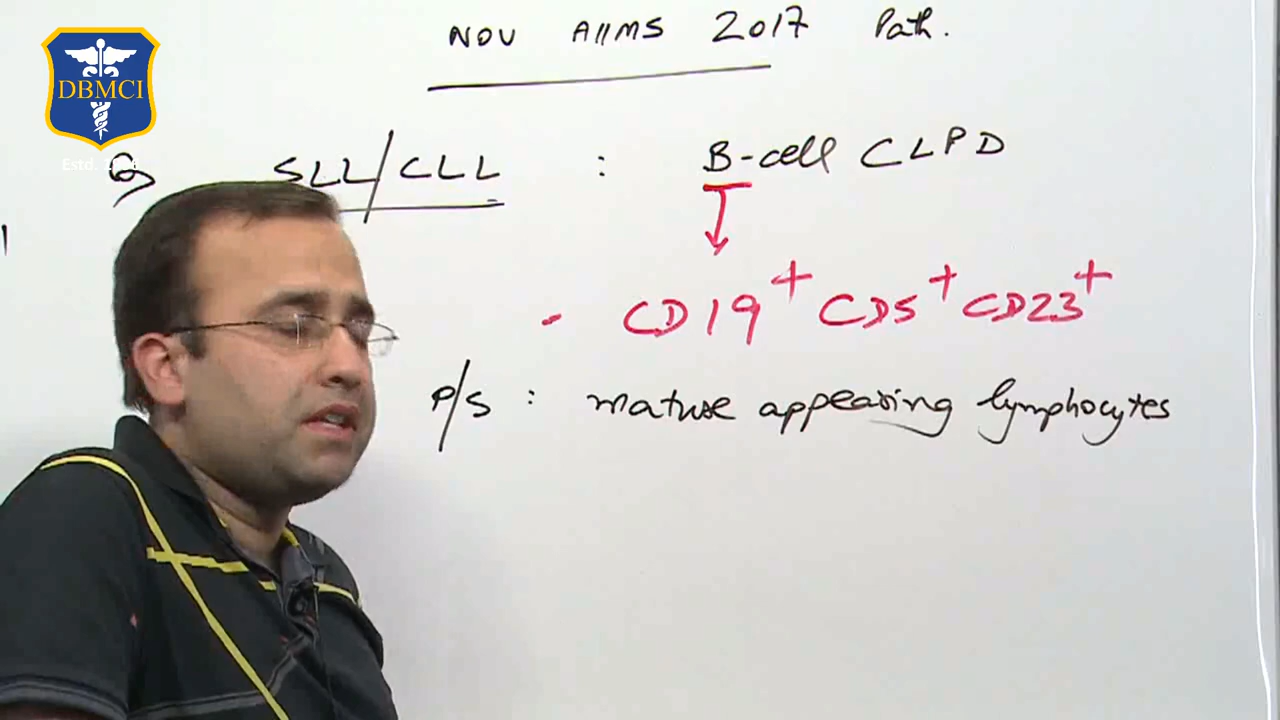 NOV AIIMS 2017 Path.
DBMCI
Q SLL/CLL : B-cell CLPD
- CD19+ CD5+ CD23+
P/S : mature appearing lymphocytes